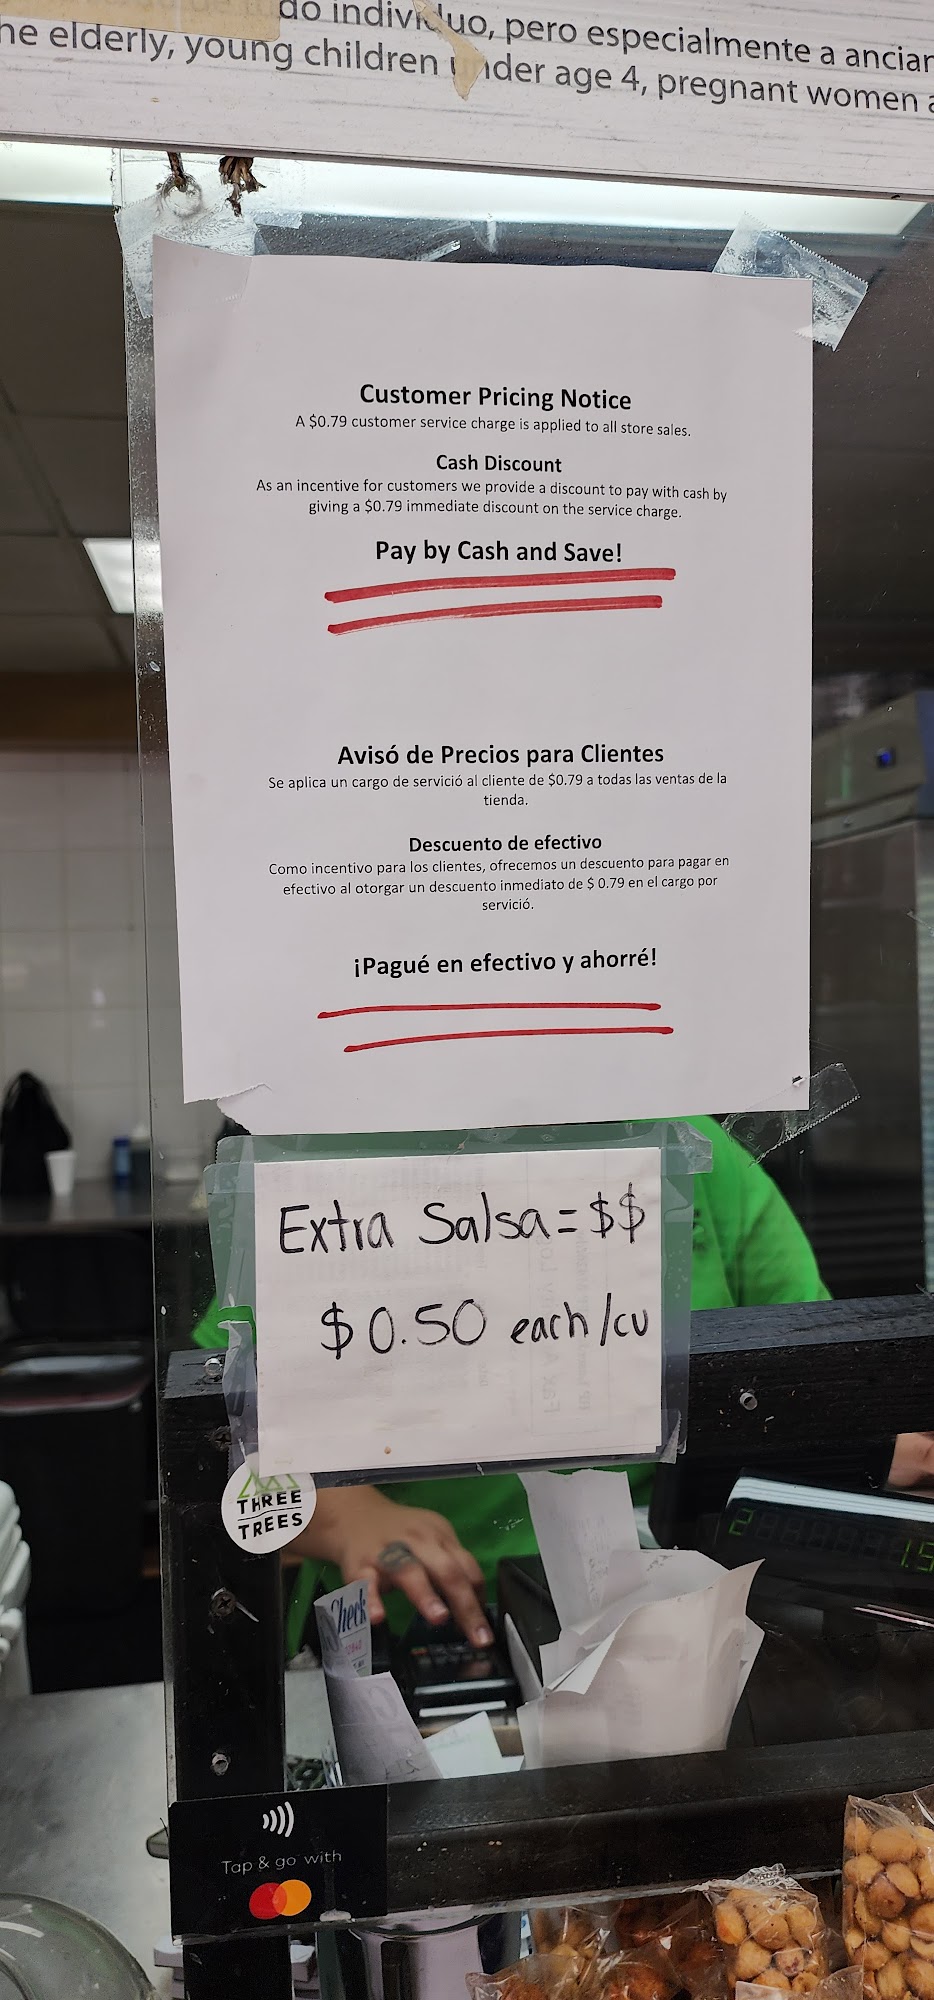 do individuo, pero especialmente a
he elderly, young children under age 4, pregnant women
Customer Pricing Notice
A $0.79 customer service charge is applied to all store sales.
Cash Discount
As an incentive for customers we provide a discount to pay with cash by
giving a $0.79 immediate discount on the service charge.
Pay by Cash and Save!
Avisó de Precios para Clientes
Se aplica un cargo de servició al cliente de $0.79 a todas las ventas de la
tienda.
Descuento de efectivo
Como incentivo para los clientes, ofrecemos un descuento para pagar en
efectivo al otorgar un descuento inmediato de $ 0.79 en el cargo por
servició.
¡Pagué en efectivo y ahorré!
Extra Salsa = $$
$0.50 each/cu
THREE
TREES
Check
Tap & go with